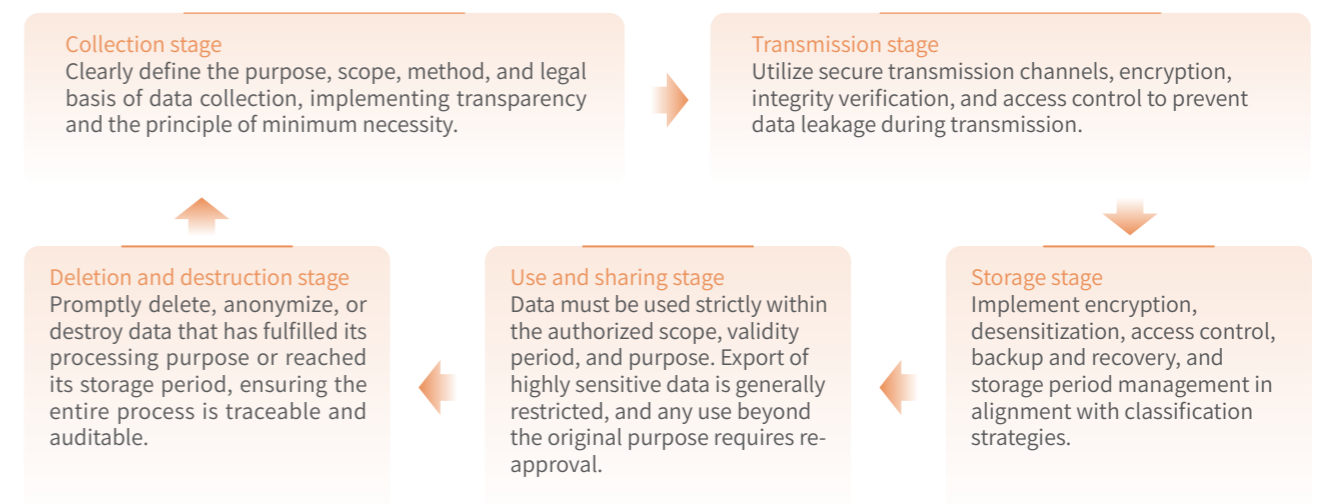 Collection stage
Clearly define the purpose, scope, method, and legal
basis of data collection, implementing transparency
and the principle of minimum necessity.
Transmission stage
Utilize secure transmission channels, encryption,
integrity verification, and access control to prevent
data leakage during transmission.
Deletion and destruction stage
Promptly delete, anonymize, or
destroy data that has fulfilled its
processing purpose or reached
its storage period, ensuring the
entire process is traceable and
auditable.
Use and sharing stage
Data must be used strictly within
the authorized scope, validity
period, and purpose. Export of
highly sensitive data is generally
restricted, and any use beyond
the original purpose requires re-
approval.
Storage stage
Implement encryption,
desensitization, access control,
backup and recovery, and
storage period management in
alignment with classification
strategies.